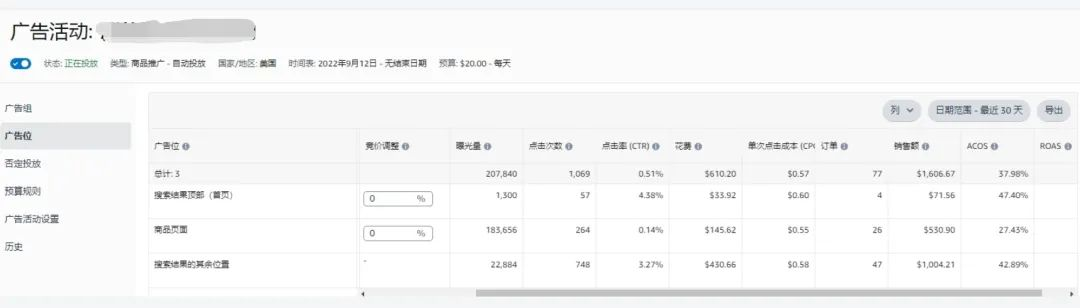 广告活动:
状态: 正在投放 类型: 商品推广 - 自动投放 国家/地区: 美国 时间表: 2022年9月12日 - 无结束日期 预算: $20.00 - 每天
广告组
广告位
否定投放
预算规则
广告活动设置
历史
列 日期范围 - 最近 30 天 导出
广告位 竞价调整 曝光量 点击次数 点击率 (CTR) 花费 单次点击成本 (CPC 订单 销售额 ACOS ROAS
总计: 3 207,840 1,069 0.51% $610.20 $0.57 77 $1,606.67 37.98%
搜索结果顶部（首页） 0 % 1,300 57 4.38% $33.92 $0.60 4 $71.56 47.40%
商品页面 0 % 183,656 264 0.14% $145.62 $0.55 26 $530.90 27.43%
搜索结果的其余位置 - 22,884 748 3.27% $430.66 $0.58 47 $1,004.21 42.89%